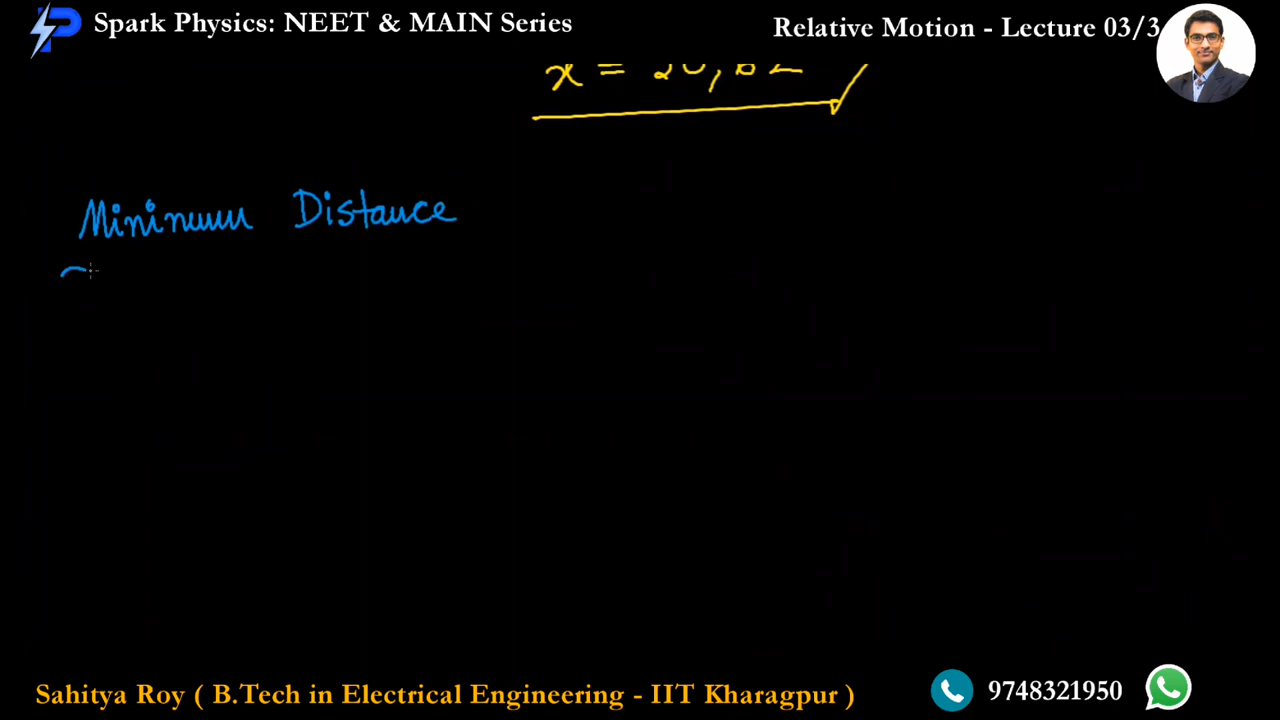 Spark Physics: NEET & MAIN Series
Relative Motion - Lecture 03/3
x =
Mininum Distance
Sahitya Roy ( B.Tech in Electrical Engineering - IIT Kharagpur )
9748321950